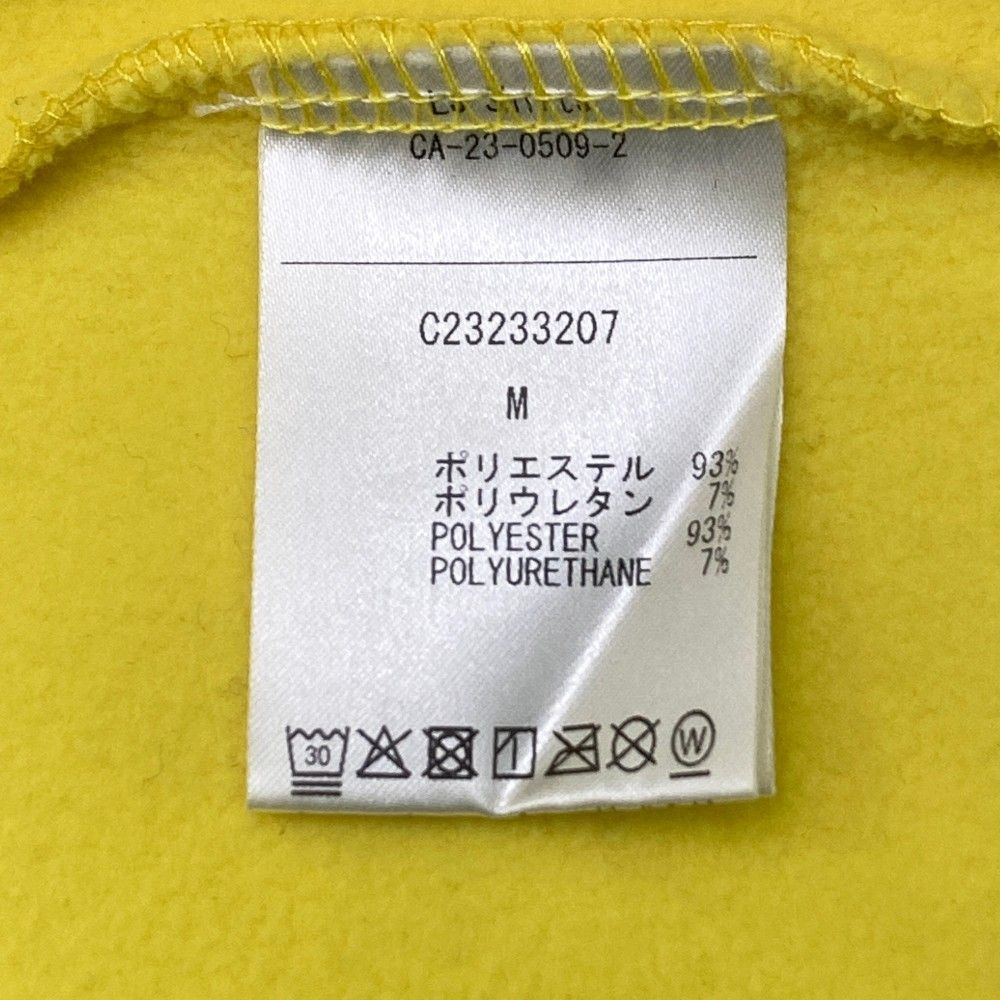 CA-23-0509-2
C23233207
M
ポリエステル 93%
ポリウレタン 7%
POLYESTER 93%
POLYURETHANE 7%
30
W